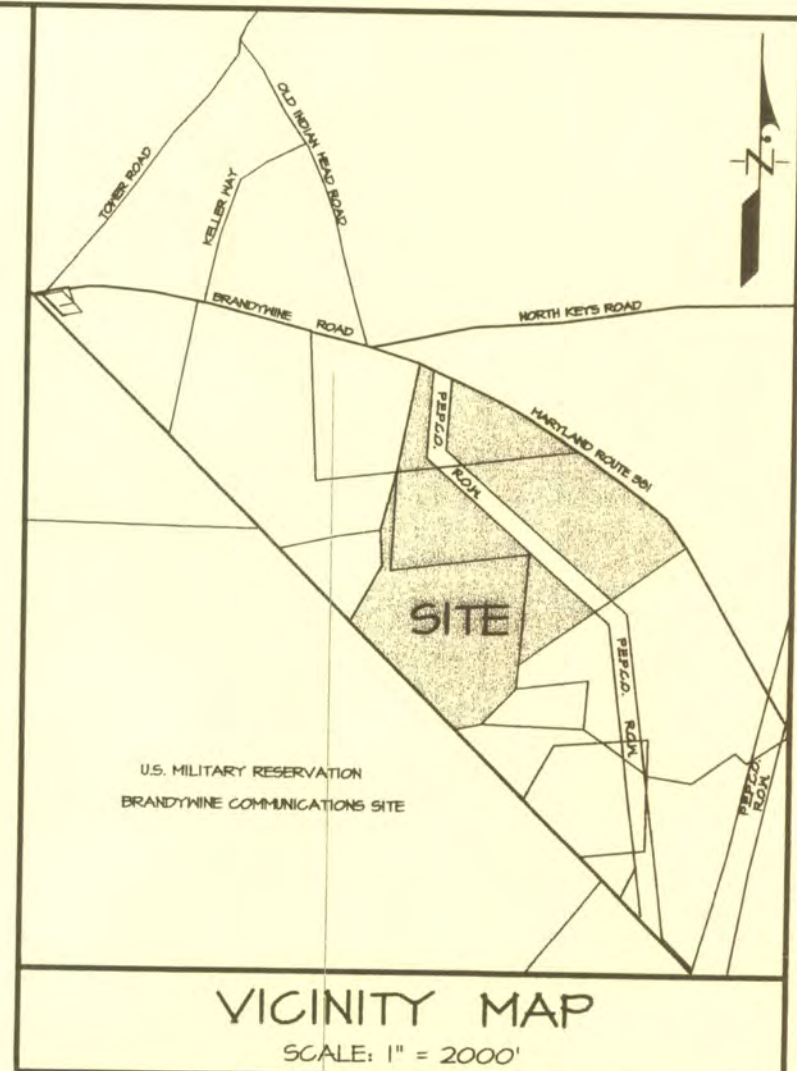 OLD INDIAN HEAD ROAD
TOWER ROAD
KELLER WAY
N
BRANDYWINE ROAD
NORTH KEYS ROAD
MARYLAND ROUTE 381
P.E.P.C.O.
R.O.W.
SITE
P.E.P.C.O. R.O.W.
P.E.P.C.O.
R.O.W.
U.S. MILITARY RESERVATION
BRANDYWINE COMMUNICATIONS SITE
VICINITY MAP
SCALE: 1" = 2000'